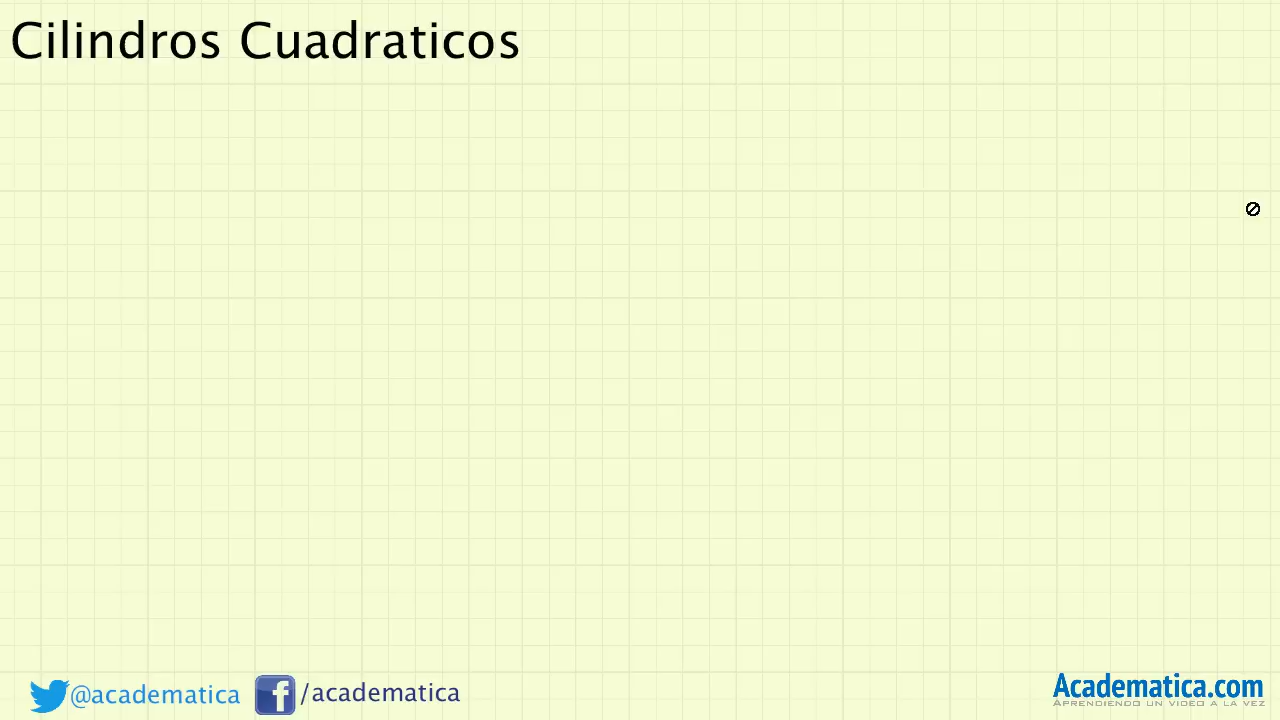 Cilindros Cuadraticos
@academatica
/academatica
Academatica.com
APRENDIENDO UN VIDEO A LA VEZ